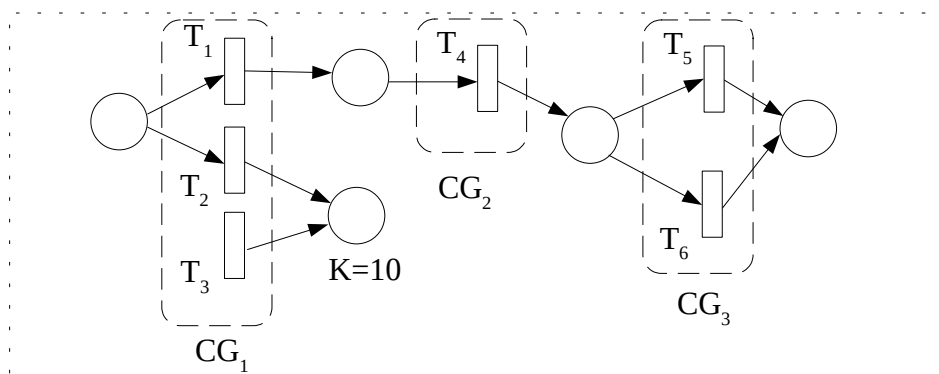 T₁
T₄
T₅
T₂
CG₂
T₆
T₃
K=10
CG₃
CG₁